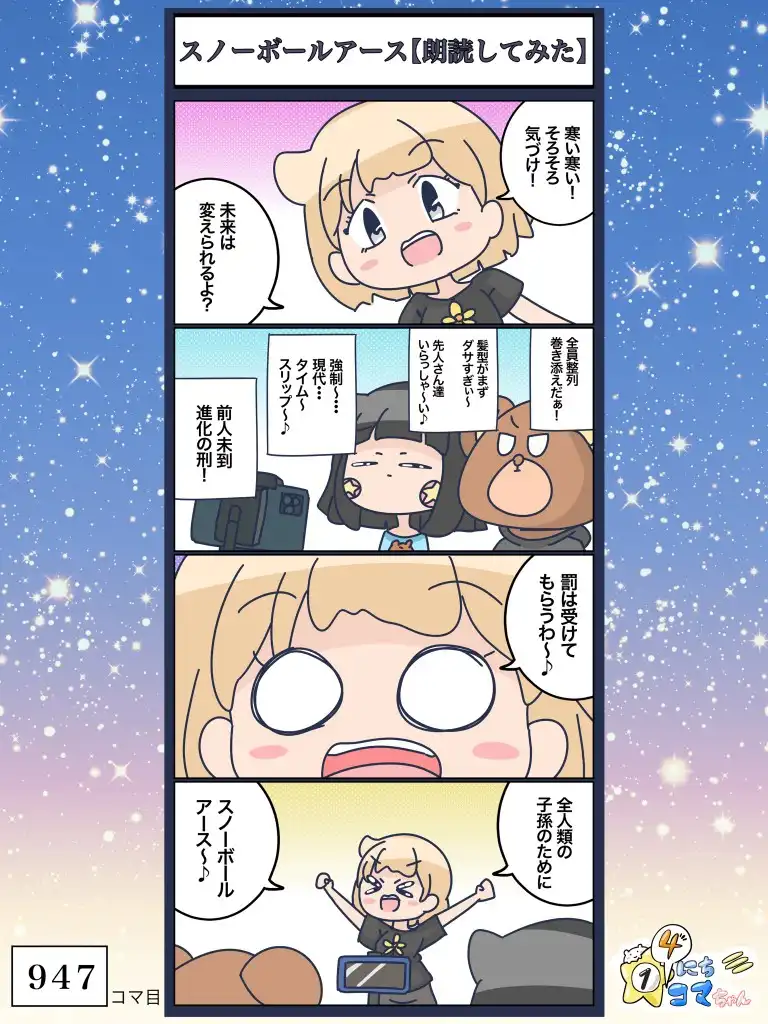 スノーボールアース【朗読してみた】
寒い寒い！
そろそろ
気づけ！
未来は
変えられるよ？
全員整列
巻き添えだぁ！
髪型がまず
ダサすぎぃ～
先人さん達
いらっしゃ～い♪
強制～…
現代…
タイム～
スリップ～♪
前人未到
進化の刑！
罰は受けて
もらうわ～♪
全人類の
子孫のために
スノーボール
アース～♪
947
コマ目
1
4
にち
コマ
ちゃん